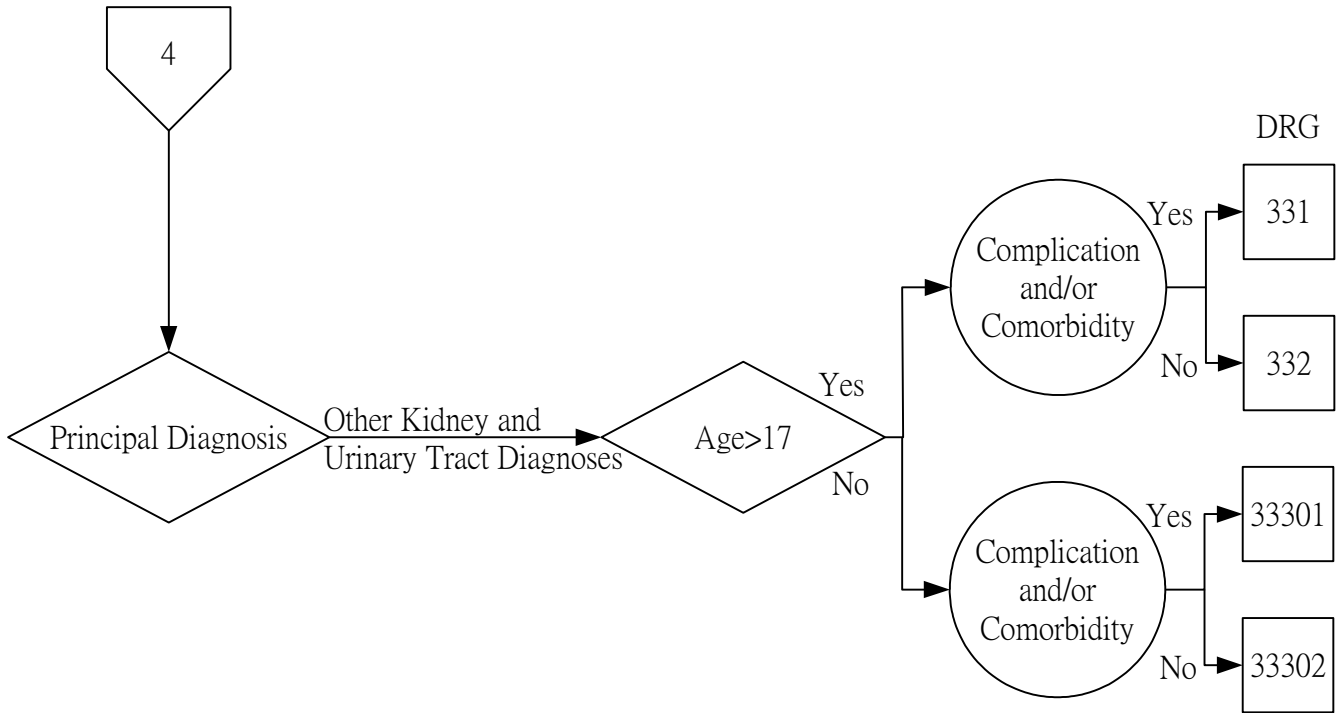 4
DRG
Principal Diagnosis
Other Kidney and
Urinary Tract Diagnoses
Age>17
Yes
No
Complication
and/or
Comorbidity
Yes
331
No
332
Complication
and/or
Comorbidity
Yes
33301
No
33302